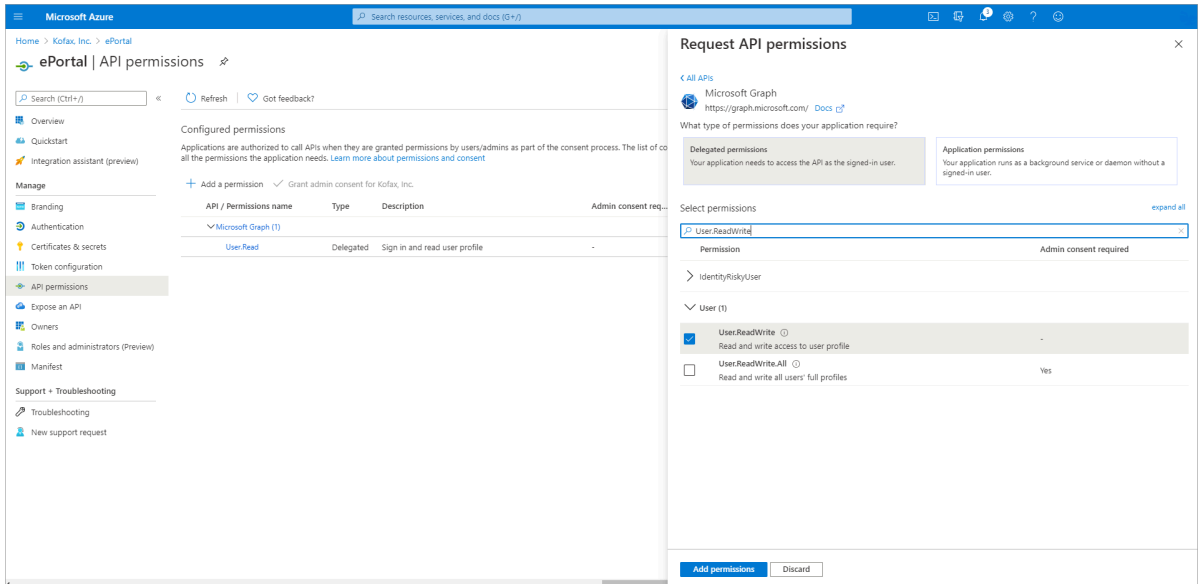 Microsoft Azure
Search resources, services, and docs (G+/)
3
Home > Kofax, Inc. > ePortal
ePortal | API permissions
Search (Ctrl+/)
«
Overview
Quickstart
Integration assistant (preview)
Manage
Branding
Authentication
Certificates & secrets
Token configuration
API permissions
Expose an API
Owners
Roles and administrators (Preview)
Manifest
Support + Troubleshooting
Troubleshooting
New support request
Refresh
Got feedback?
Configured permissions
Applications are authorized to call APIs when they are granted permissions by users/admins as part of the consent process. The list of co
all the permissions the application needs. Learn more about permissions and consent
Add a permission Grant admin consent for Kofax, Inc.
API / Permissions name Type Description Admin consent req...
Microsoft Graph (1)
User.Read Delegated Sign in and read user profile -
Request API permissions
All APIs
Microsoft Graph
https://graph.microsoft.com/ Docs
What type of permissions does your application require?
Delegated permissions
Your application needs to access the API as the signed-in user.
Application permissions
Your application runs as a background service or daemon without a
signed-in user.
Select permissions expand all
User.ReadWrite
Permission Admin consent required
IdentityRiskyUser
User (1)
User.ReadWrite
Read and write access to user profile
-
User.ReadWrite.All
Read and write all users' full profiles
Yes
Add permissions Discard